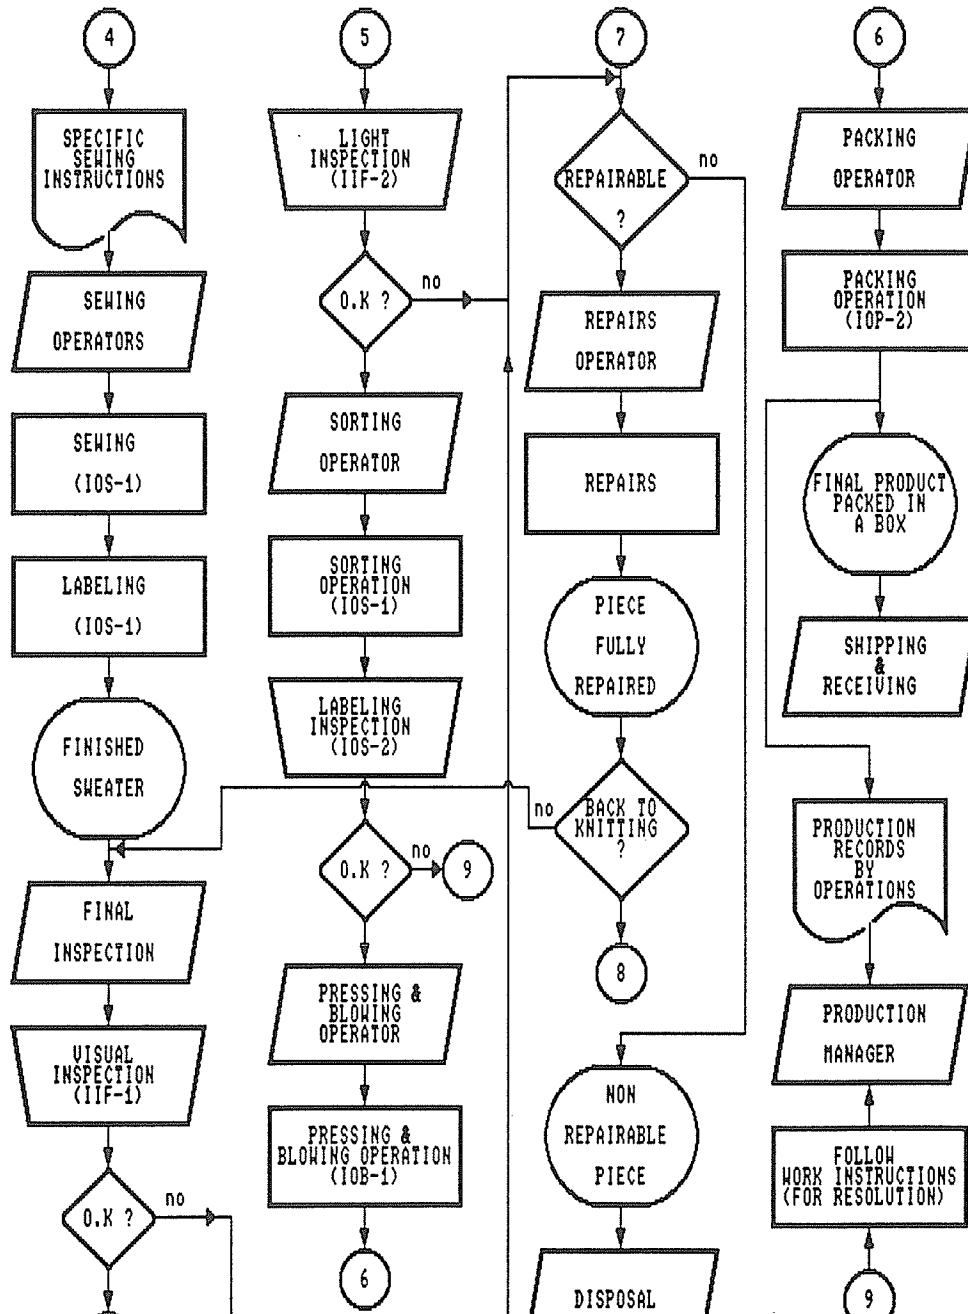 4
SPECIFIC
SEWING
INSTRUCTIONS
SEWING
OPERATORS
SEWING
(IOS-1)
LABELING
(IOS-1)
FINISHED
SWEATER
FINAL
INSPECTION
VISUAL
INSPECTION
(IIF-1)
O.K ?
no
5
LIGHT
INSPECTION
(IIF-2)
O.K ?
no
SORTING
OPERATOR
SORTING
OPERATION
(IOS-1)
LABELING
INSPECTION
(IOS-2)
O.K ?
no
9
PRESSING &
BLOWING
OPERATOR
PRESSING &
BLOWING OPERATION
(IOB-1)
6
7
REPAIRABLE
?
no
REPAIRS
OPERATOR
REPAIRS
PIECE
FULLY
REPAIRED
BACK TO
KNITTING
?
no
8
NON
REPAIRABLE
PIECE
DISPOSAL
6
PACKING
OPERATOR
PACKING
OPERATION
(IOP-2)
FINAL PRODUCT
PACKED IN
A BOX
SHIPPING
&
RECEIVING
PRODUCTION
RECORDS
BY
OPERATIONS
PRODUCTION
MANAGER
FOLLOW
WORK INSTRUCTIONS
(FOR RESOLUTION)
9